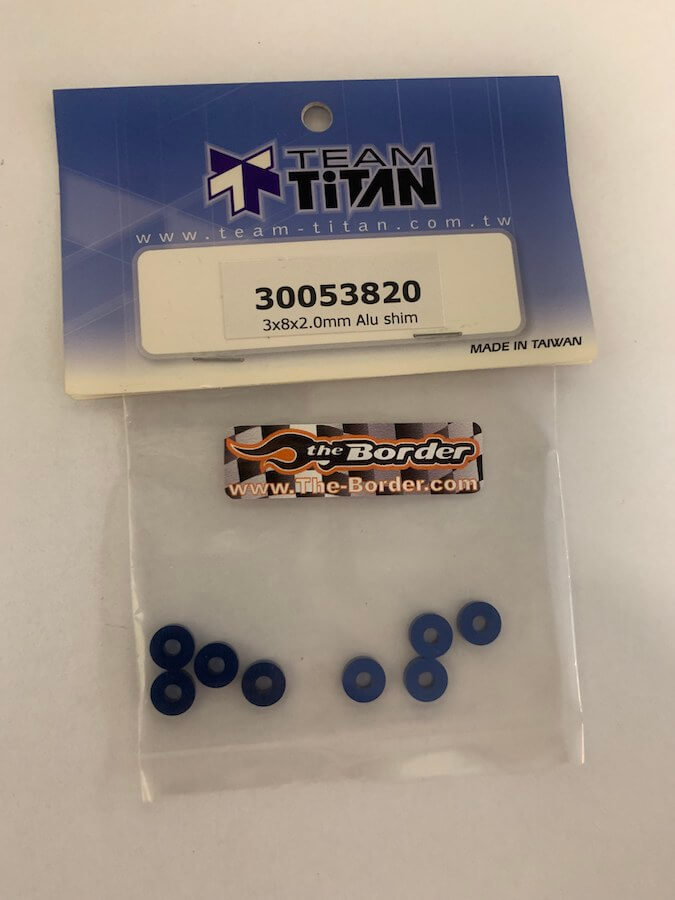 TEAM
TiTAN
www.team-titan.com.tw
30053820
3x8x2.0mm Alu shim
MADE IN TAIWAN
the Border
www.The-Border.com